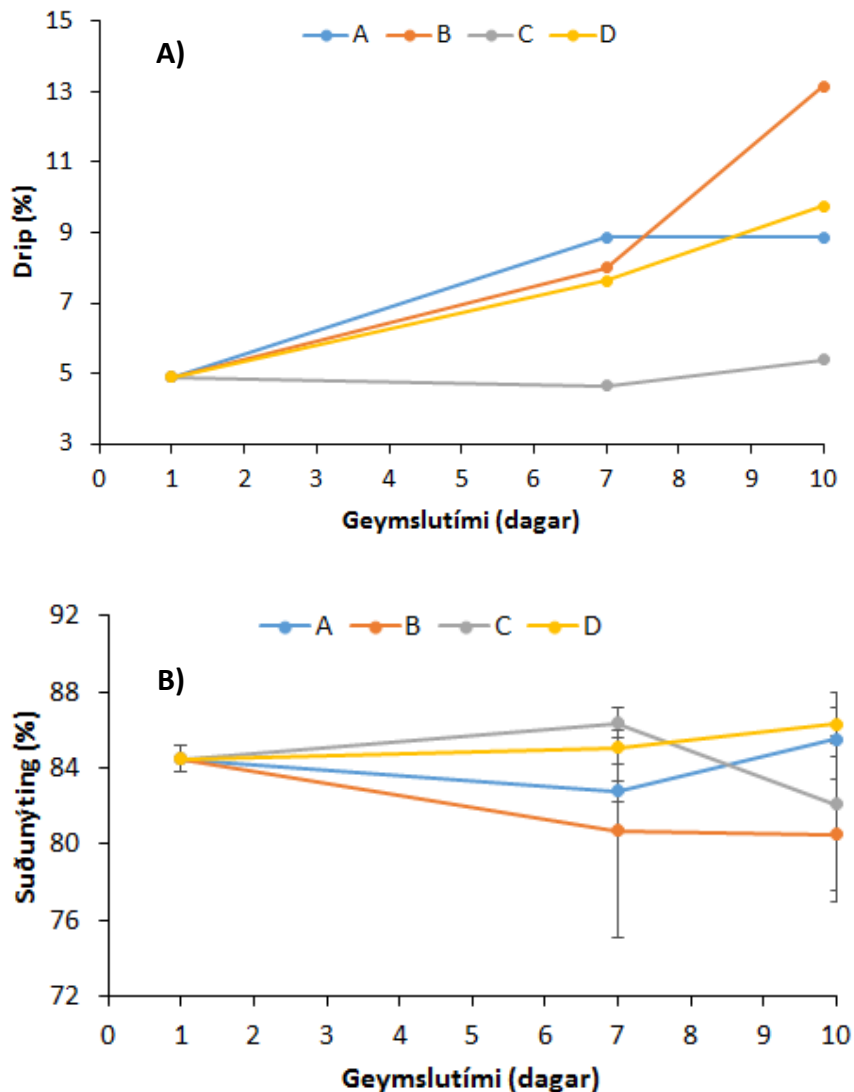 A)
A B C D
15
13
11
9
7
5
3
Drip (%)
0 1 2 3 4 5 6 7 8 9 10
Geymslutími (dagar)
A B C D
B)
92
88
84
80
76
72
Suðunýting (%)
0 1 2 3 4 5 6 7 8 9 10
Geymslutími (dagar)